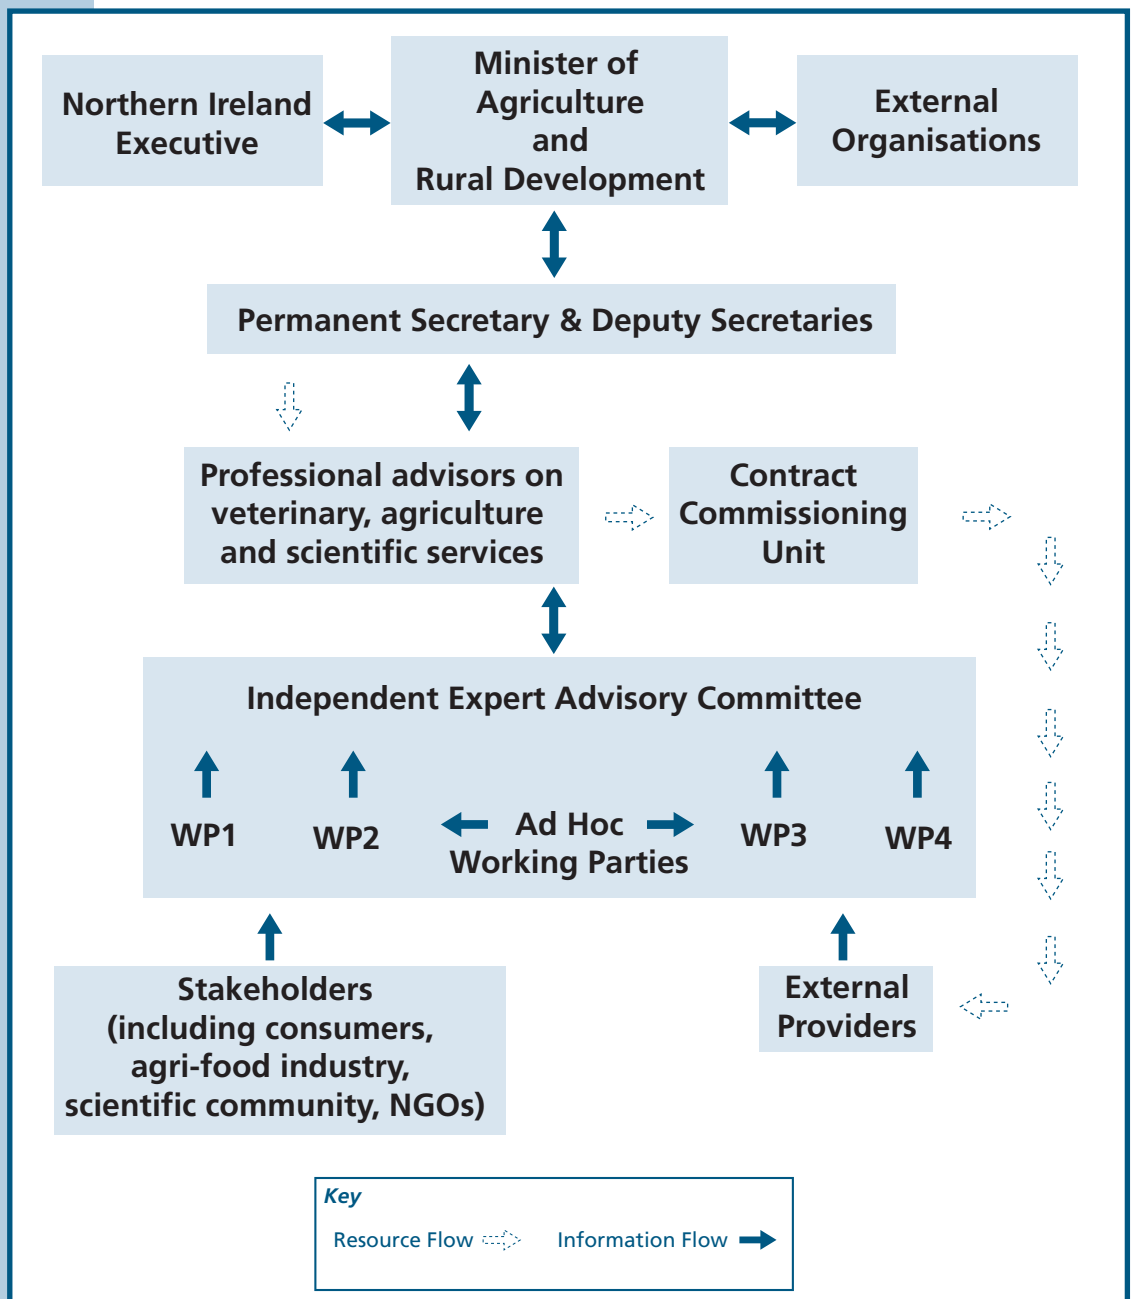 Northern Ireland
Executive
Minister of
Agriculture
and
Rural Development
External
Organisations
Permanent Secretary & Deputy Secretaries
Professional advisors on
veterinary, agriculture
and scientific services
Contract
Commissioning
Unit
Independent Expert Advisory Committee
WP1
WP2
Ad Hoc
Working Parties
WP3
WP4
Stakeholders
(including consumers,
agri-food industry,
scientific community, NGOs)
External
Providers
Key
Resource Flow
Information Flow